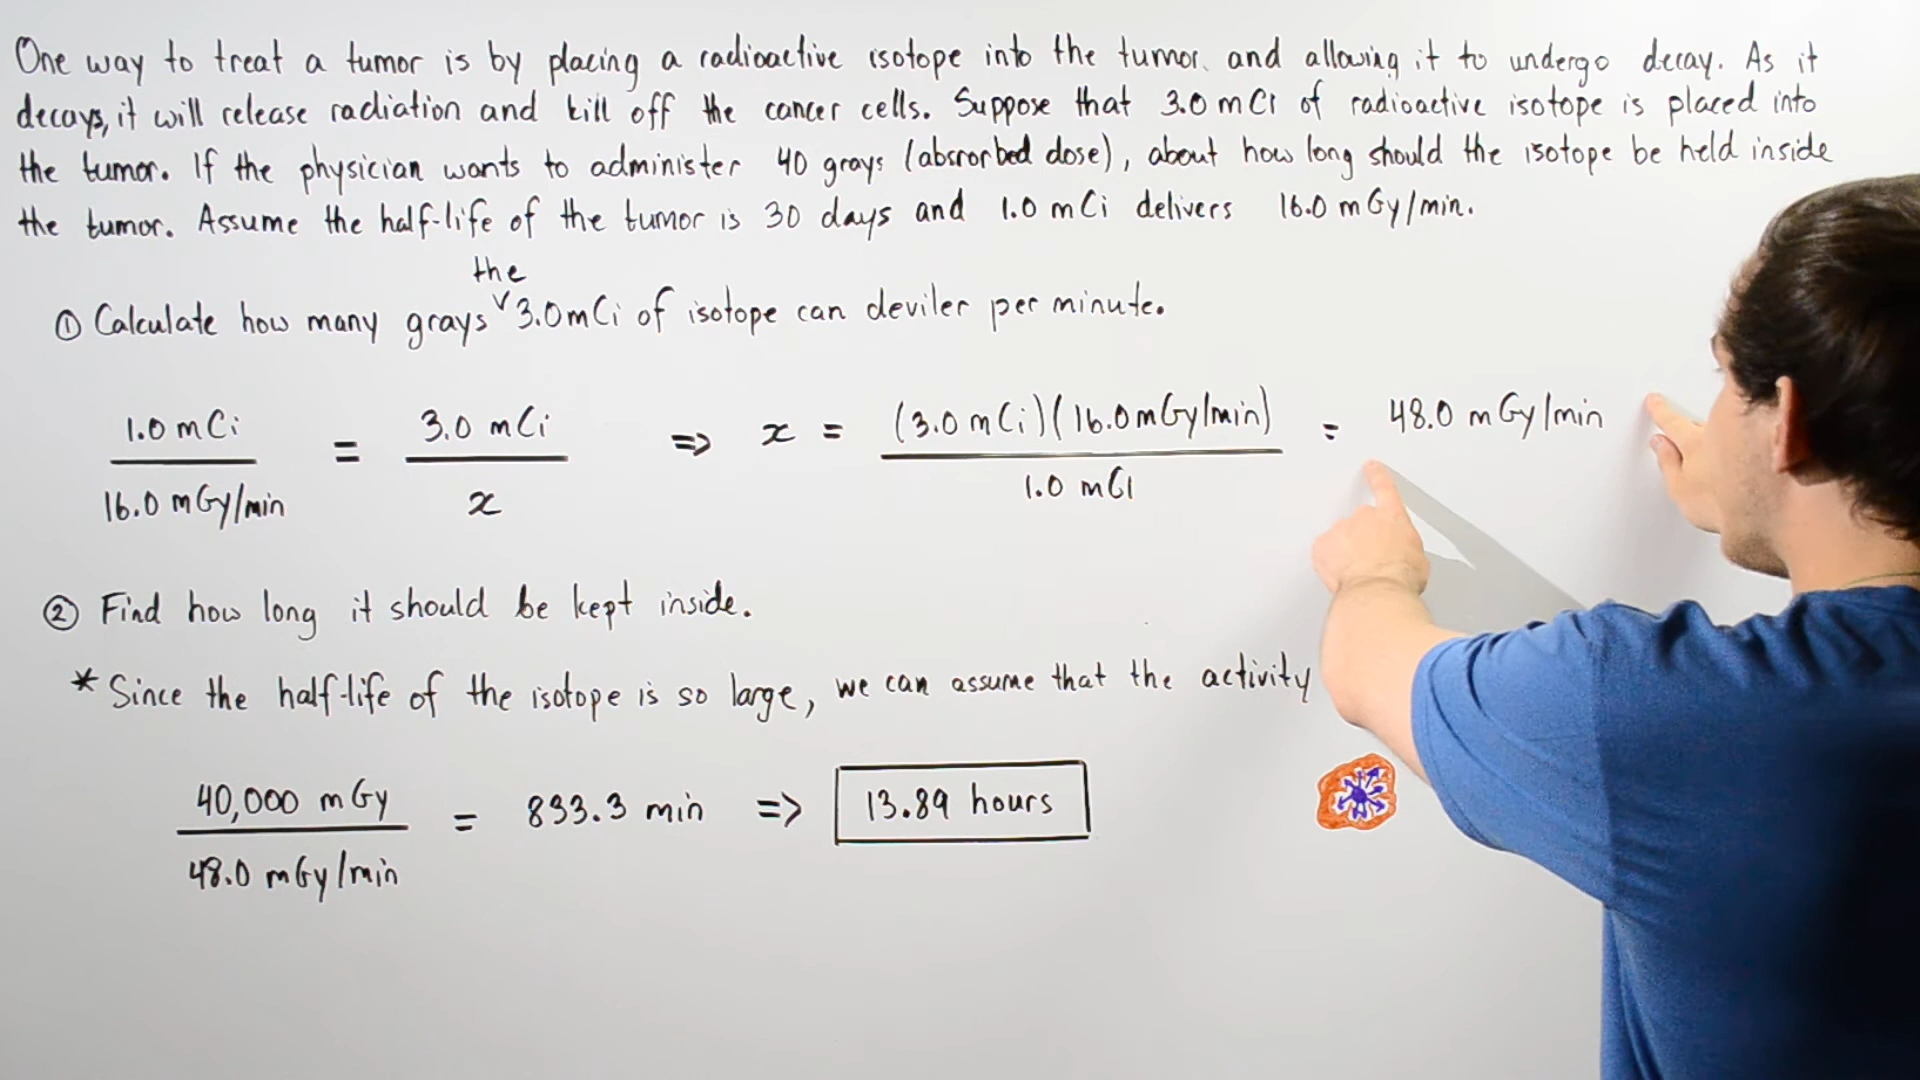 One way to treat a tumor is by placing a radioactive isotope into the tumor and allowing it to undergo decay. As it
decays, it will release radiation and kill off the cancer cells. Suppose that 3.0 mCi of radioactive isotope is placed into
the tumor. If the physician wants to administer 40 grays (absrorbed dose), about how long should the isotope be held inside
the tumor. Assume the half-life of the tumor is 30 days and 1.0 mCi delivers 16.0 mGy/min.
the
① Calculate how many grays ˅ 3.0 mCi of isotope can deviler per minute.
1.0 mCi / 16.0 mGy/min = 3.0 mCi / x => x = (3.0 mCi)(16.0 mGy/min) / 1.0 mCi = 48.0 mGy/min
② Find how long it should be kept inside.
* Since the half-life of the isotope is so large, we can assume that the activity
40,000 mGy / 48.0 mGy/min = 833.3 min => 13.89 hours